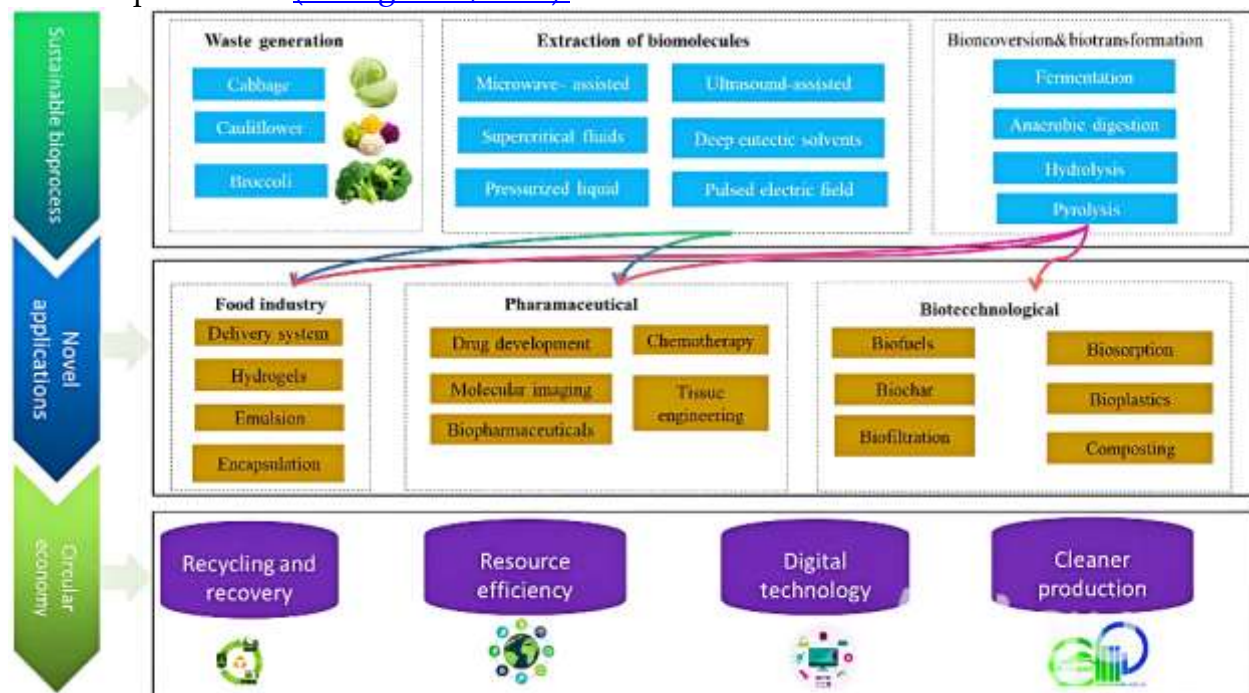 Sustainable bioprocess
Waste generation
Cabbage
Cauliflower
Broccoli
Extraction of biomolecules
Microwave- assisted
Ultrasound-assisted
Supercritical fluids
Deep eutectic solvents
Pressurized liquid
Pulsed electric field
Bioncoversion&biotransformation
Fermentation
Anaerobic digestion
Hydrolysis
Pyrolysis
Novel
applications
Food industry
Delivery system
Hydrogels
Emulsion
Encapsulation
Pharamaceutical
Drug development
Chemotherapy
Molecular imaging
Tissue
engineering
Biopharmaceuticals
Biotecchnological
Biofuels
Biosorption
Biochar
Bioplastics
Biofiltration
Composting
Circular
economy
Recycling and
recovery
Resource
efficiency
Digital
technology
Cleaner
production